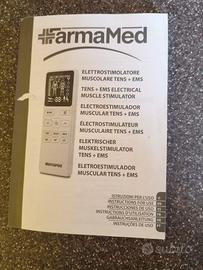 FarmaMed
ELETTROSTIMOLATORE
MUSCOLARE TENS + EMS
TENS + EMS ELECTRICAL
MUSCLE STIMULATOR
ELECTROESTIMULADOR
MUSCULAR TENS + EMS
ELECTROSTIMULATEUR
MUSCULAIRE TENS + EMS
ELEKTRISCHER
MUSKELSTIMULATOR
TENS + EMS
ELETROESTIMULADOR
MUSCULAR TENS + EMS
ISTRUZIONI PER L'USO
INSTRUCTIONS FOR USE
INSTRUCCIONES DE USO
INSTRUCTIONS D'UTILISATION
GEBRAUCHSANLEITUNG
INSTRUÇÕES DE USO